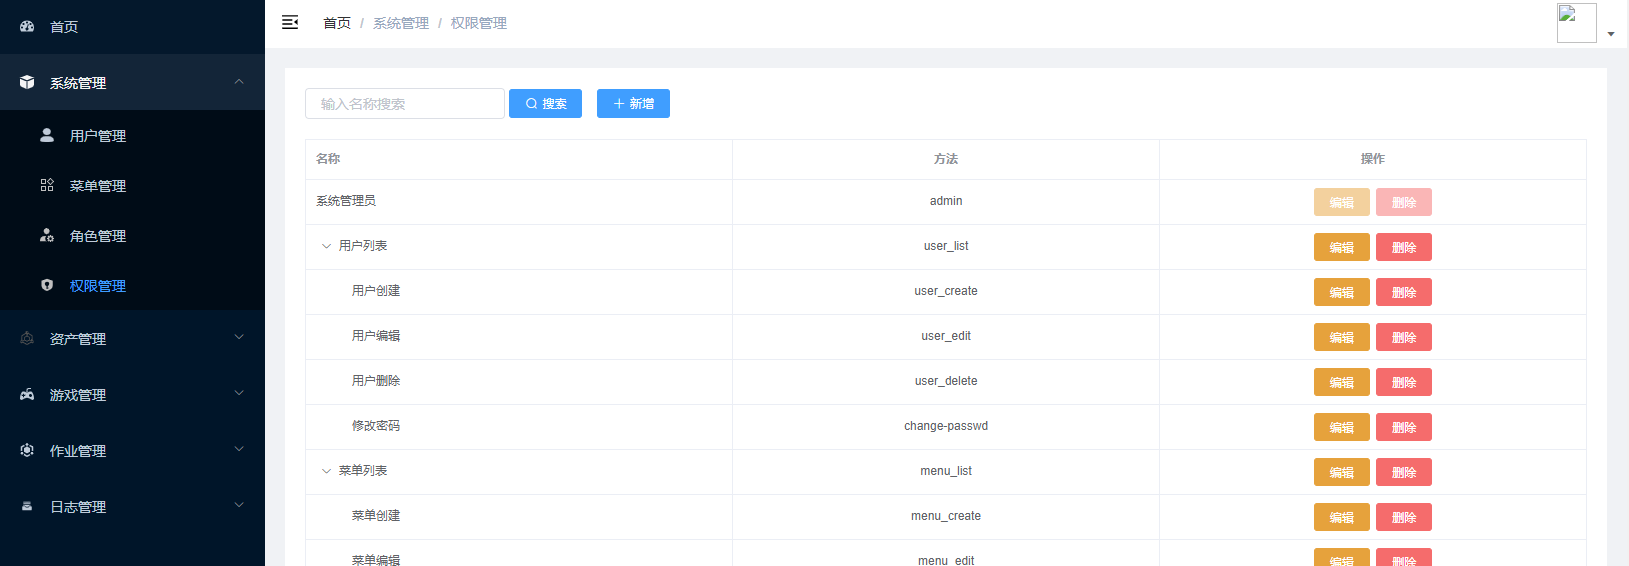 首页
系统管理
用户管理
菜单管理
角色管理
权限管理
资产管理
游戏管理
作业管理
日志管理
首页 / 系统管理 / 权限管理
输入名称搜索 搜索 新增
名称 方法 操作
系统管理员 admin 编辑 删除
用户列表 user_list 编辑 删除
用户创建 user_create 编辑 删除
用户编辑 user_edit 编辑 删除
用户删除 user_delete 编辑 删除
修改密码 change-passwd 编辑 删除
菜单列表 menu_list 编辑 删除
菜单创建 menu_create 编辑 删除
菜单编辑 menu_edit 编辑 删除